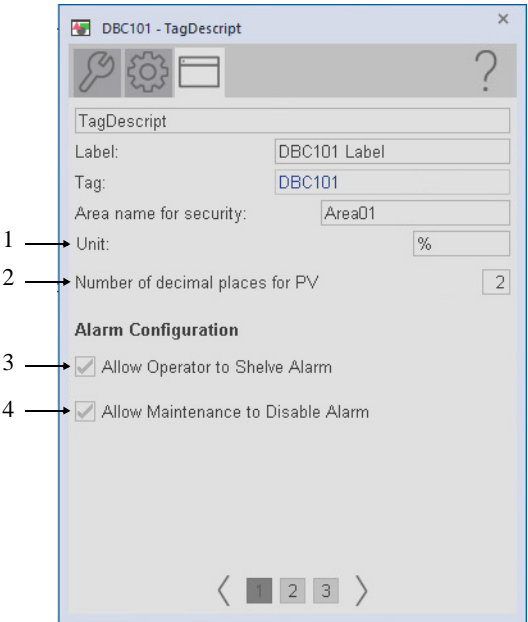 DBC101 - TagDescript
TagDescript
Label: DBC101 Label
Tag: DBC101
Area name for security: Area01
1 Unit: %
2 Number of decimal places for PV 2
Alarm Configuration
3 Allow Operator to Shelve Alarm
4 Allow Maintenance to Disable Alarm
1 2 3